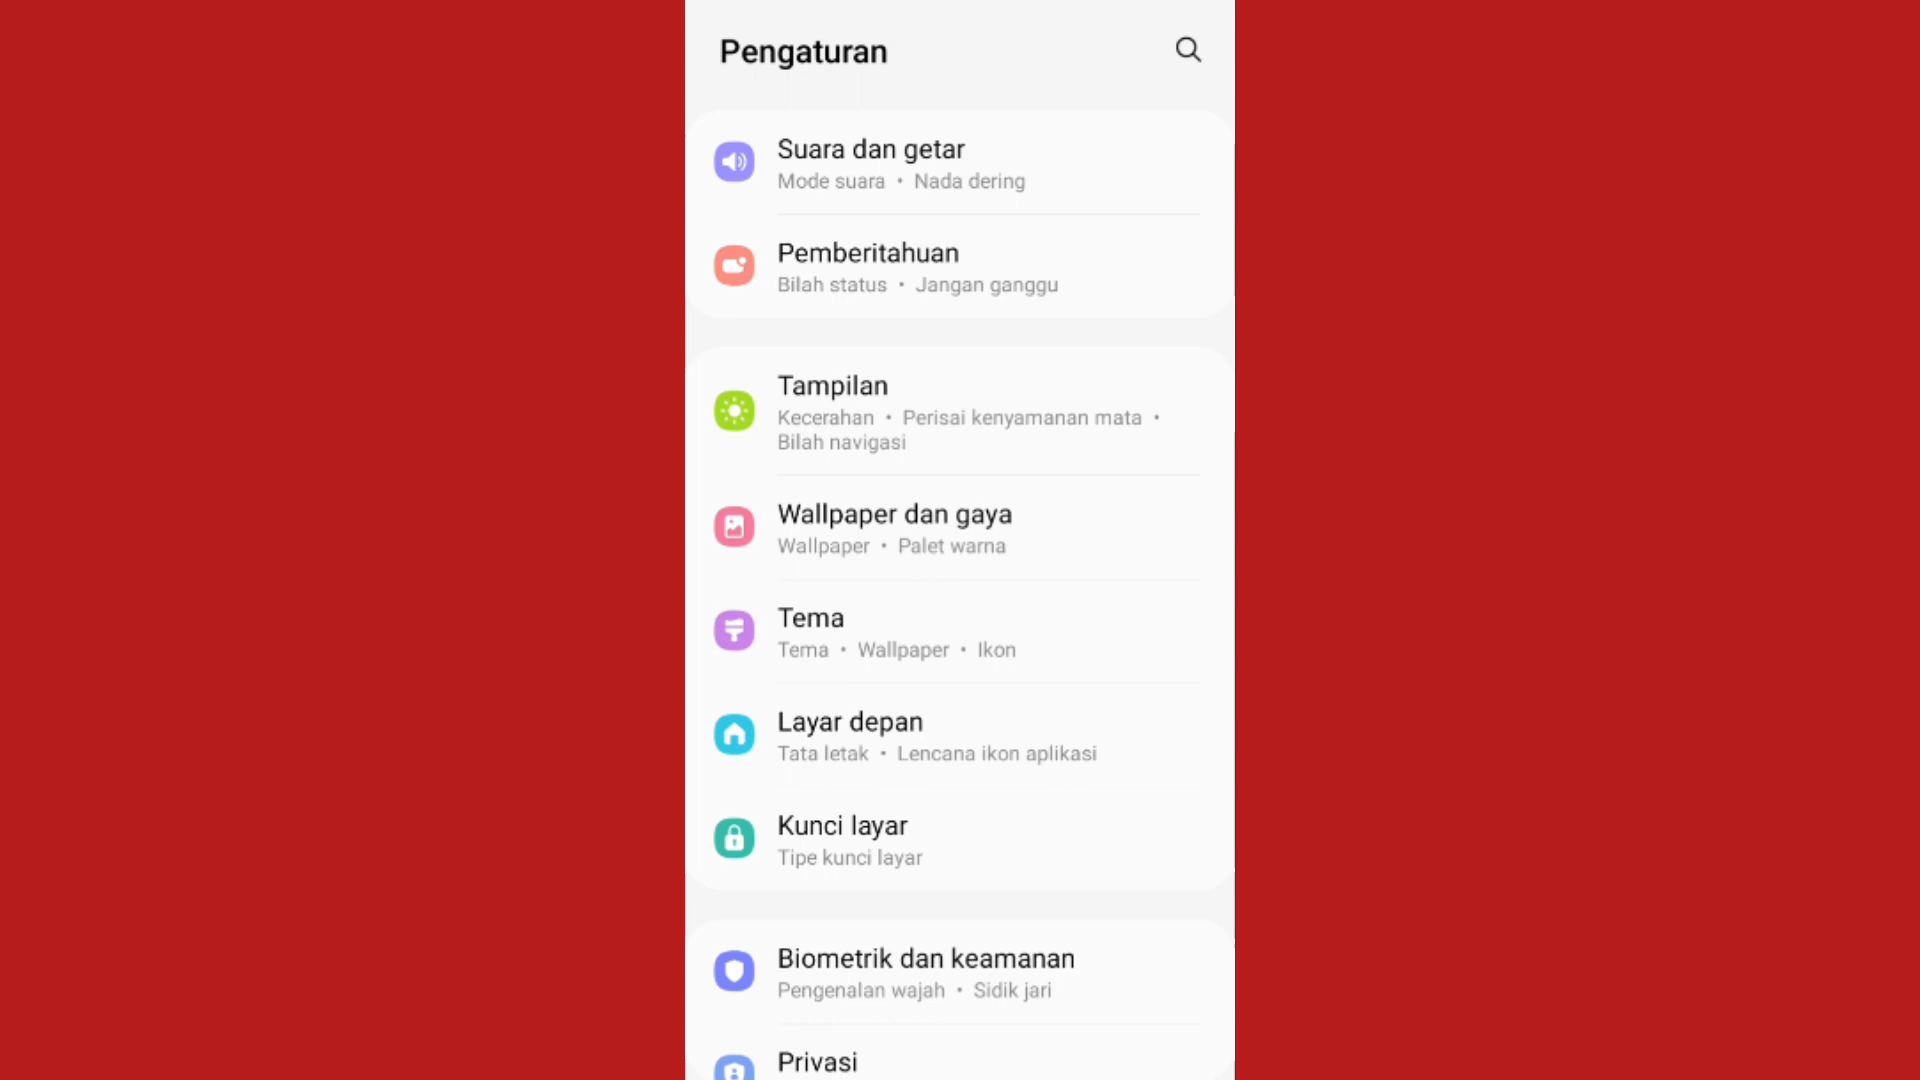 Pengaturan
Suara dan getar
Mode suara • Nada dering
Pemberitahuan
Bilah status • Jangan ganggu
Tampilan
Kecerahan • Perisai kenyamanan mata •
Bilah navigasi
Wallpaper dan gaya
Wallpaper • Palet warna
Tema
Tema • Wallpaper • Ikon
Layar depan
Tata letak • Lencana ikon aplikasi
Kunci layar
Tipe kunci layar
Biometrik dan keamanan
Pengenalan wajah • Sidik jari
Privasi